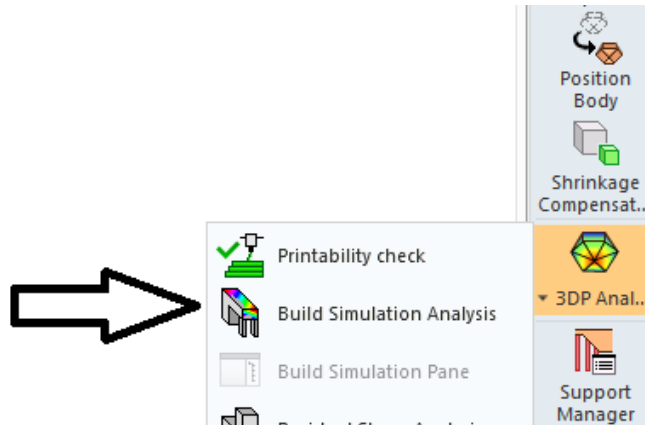 Position
Body
Shrinkage
Compensat..
Printability check
Build Simulation Analysis
3DP Anal..
Build Simulation Pane
Support
Manager